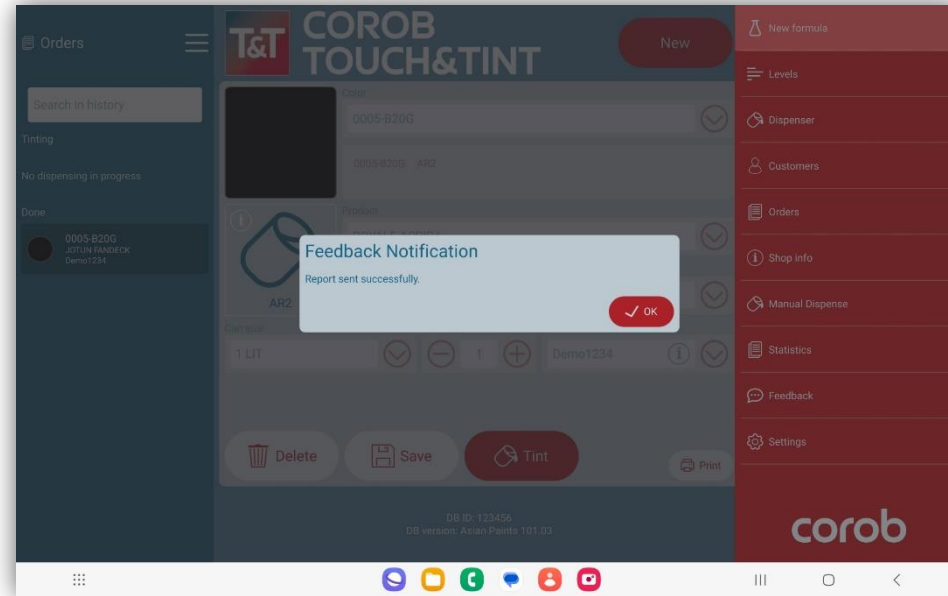 Orders
Search in history
Tinting
No dispensing in progress
Done
0005-B20G
JOTUN FANDECK
Demo1234
T&T
COROB
TOUCH&TINT
New
Color
0005-B20G
0005-B20G AR2
Product
AR2
Can size
1 LIT
1
Demo1234
Delete
Save
Tint
Print
DB ID: 123456
DB version: Asian Paints 101.03
Feedback Notification
Report sent successfully.
OK
New formula
Levels
Dispenser
Customers
Orders
Shop info
Manual Dispense
Statistics
Feedback
Settings
corob